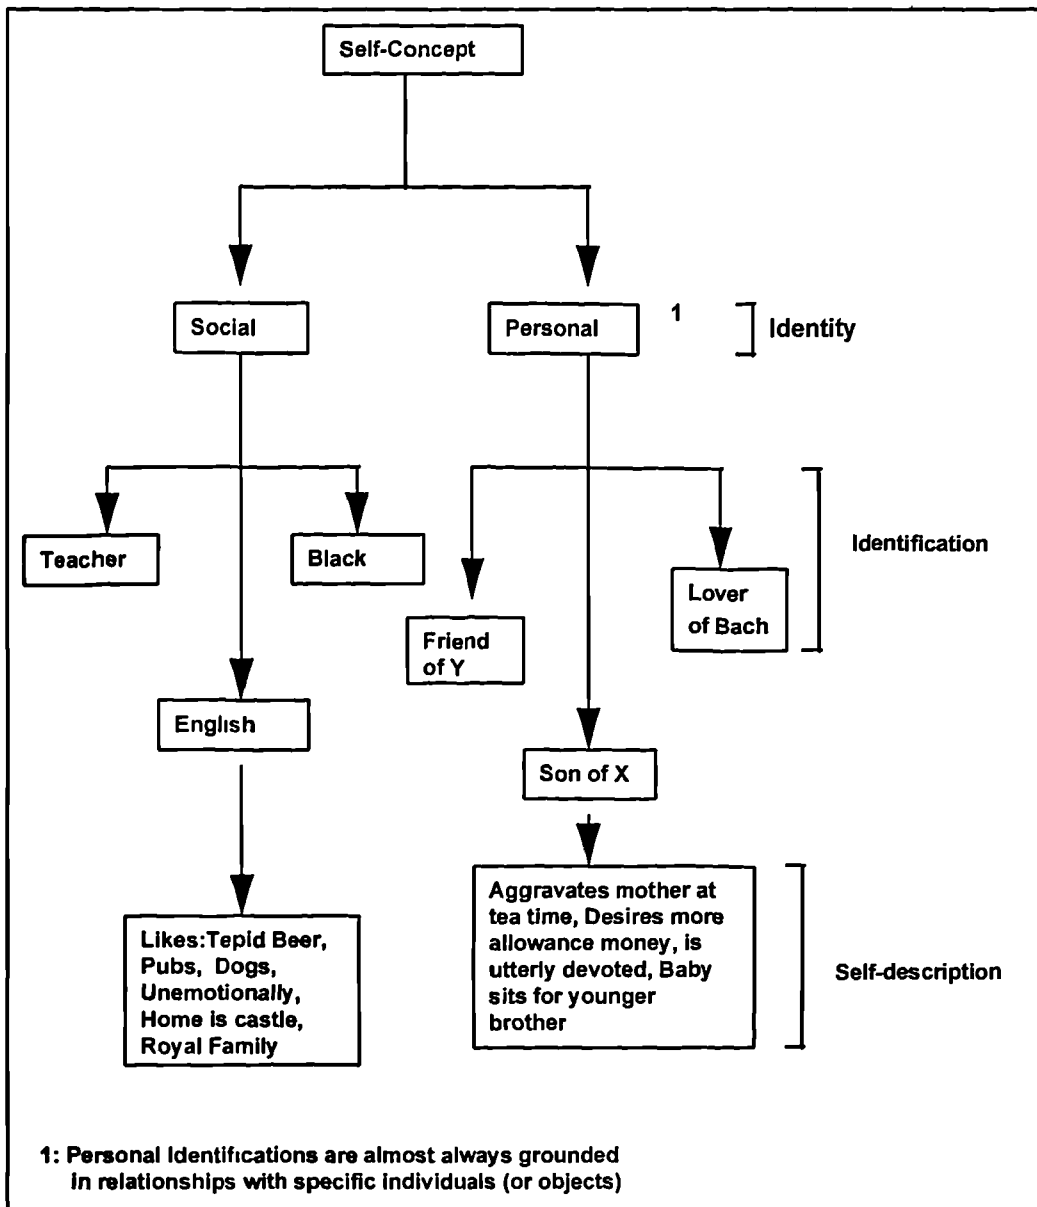 Self-Concept
Social
Personal
1
Identity
Teacher
Black
Identification
Lover
of Bach
Friend
of Y
English
Son of X
Aggravates mother at
tea time, Desires more
allowance money, is
utterly devoted, Baby
sits for younger
brother
Self-description
Likes:Tepid Beer,
Pubs, Dogs,
Unemotionally,
Home is castle,
Royal Family
1: Personal Identifications are almost always grounded
in relationships with specific individuals (or objects)